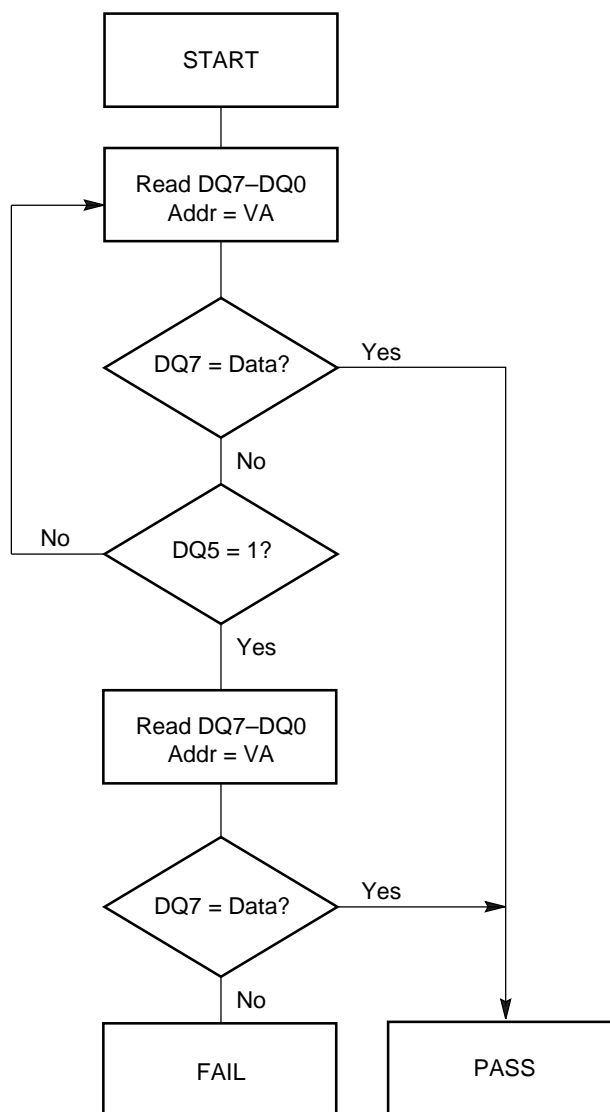 START
Read DQ7–DQ0
Addr = VA
DQ7 = Data?
Yes
No
No
DQ5 = 1?
Yes
Read DQ7–DQ0
Addr = VA
DQ7 = Data?
Yes
No
FAIL
PASS